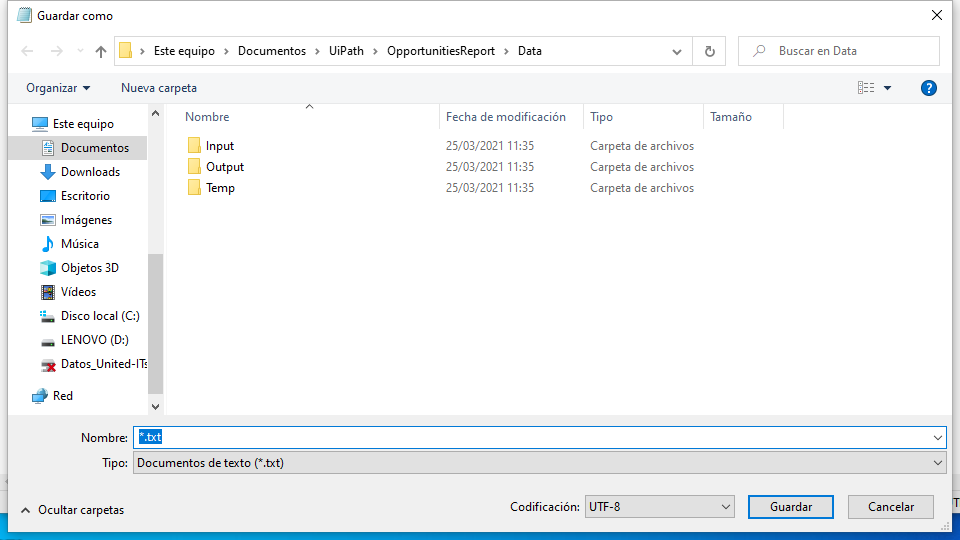 Guardar como
Este equipo
Documentos
UiPath
OpportunitiesReport
Data
Buscar en Data
Organizar
Nueva carpeta
Este equipo
Documentos
Downloads
Escritorio
Imágenes
Música
Objetos 3D
Vídeos
Disco local (C:)
LENOVO (D:)
Datos_United-ITs
Red
Nombre Fecha de modificación Tipo Tamaño
Input 25/03/2021 11:35 Carpeta de archivos
Output 25/03/2021 11:35 Carpeta de archivos
Temp 25/03/2021 11:35 Carpeta de archivos
Nombre: *.txt
Tipo: Documentos de texto (*.txt)
Ocultar carpetas
Codificación: UTF-8
Guardar
Cancelar